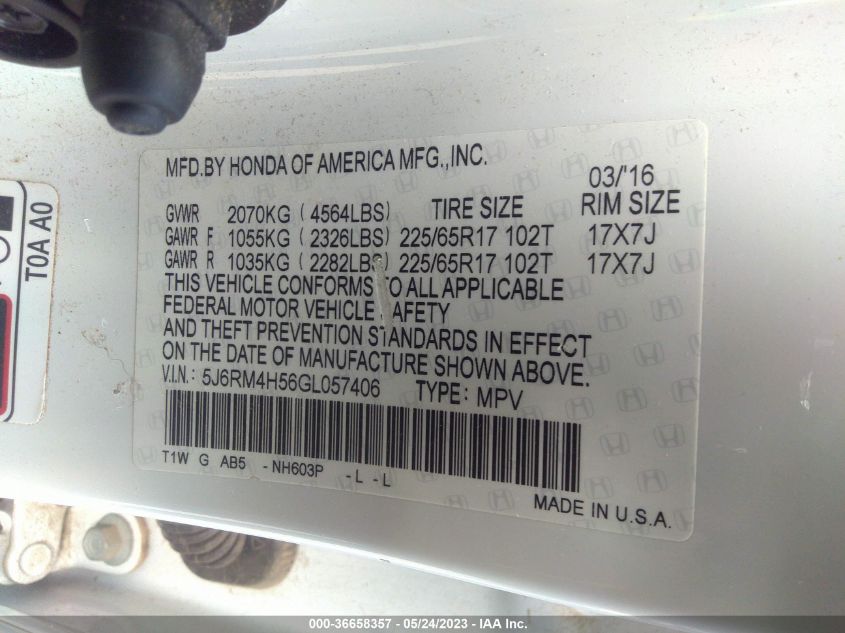 MFD.BY HONDA OF AMERICA MFG.,INC.
03/'16
GVWR 2070KG (4564LBS) TIRE SIZE RIM SIZE
GAWR F 1055KG (2326LBS) 225/65R17 102T 17X7J
GAWR R 1035KG (2282LBS 225/65R17 102T 17X7J
THIS VEHICLE CONFORMS TO ALL APPLICABLE
FEDERAL MOTOR VEHICLE SAFETY
AND THEFT PREVENTION STANDARDS IN EFFECT
ON THE DATE OF MANUFACTURE SHOWN ABOVE.
V.I.N.: 5J6RM4H56GL057406 TYPE: MPV
T1W G AB5 -NH603P -L -L
MADE IN U.S.A.
T0A A0
000-36658357 / 05/24/2023 / IAA Inc.